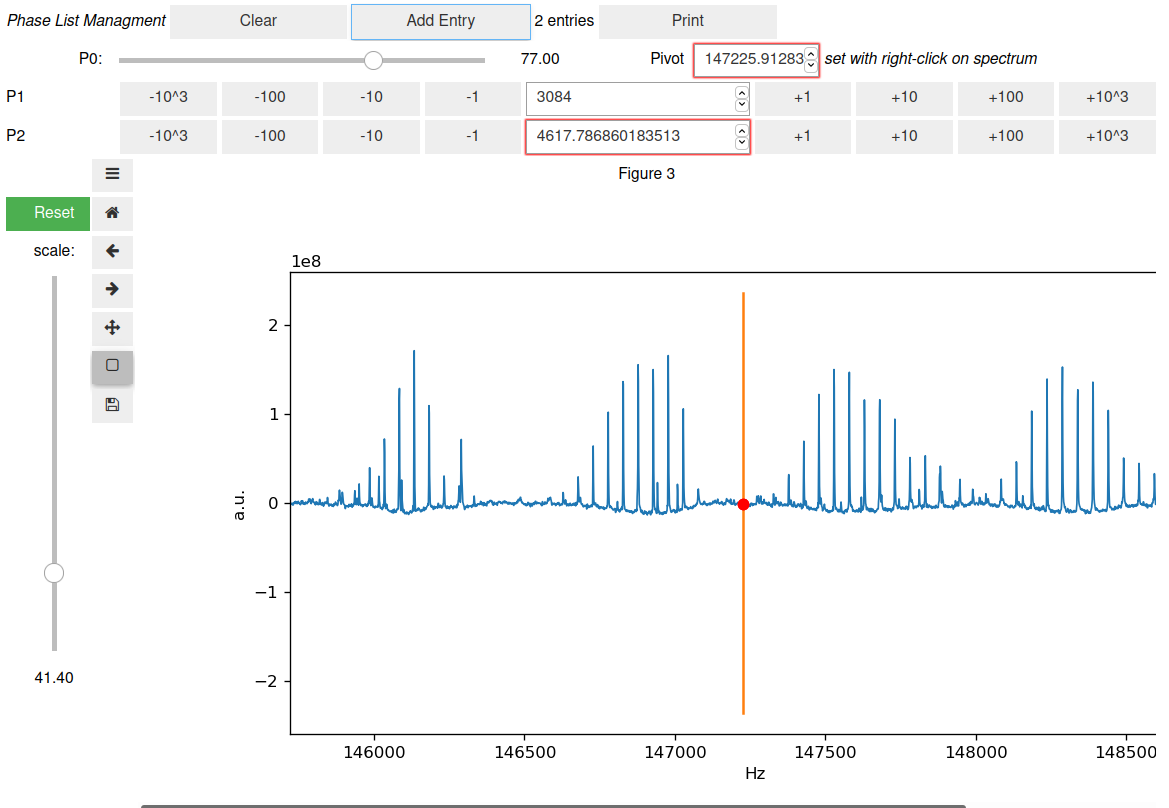 Phase List Managment Clear Add Entry 2 entries Print
P0: 77.00 Pivot 147225.91283 set with right-click on spectrum
P1 -10^3 -100 -10 -1 3084 +1 +10 +100 +10^3
P2 -10^3 -100 -10 -1 4617.786860183513 +1 +10 +100 +10^3
Figure 3
Reset
scale:
41.40
1e8
2
1
0
−1
−2
a.u.
146000 146500 147000 147500 148000 148500
Hz